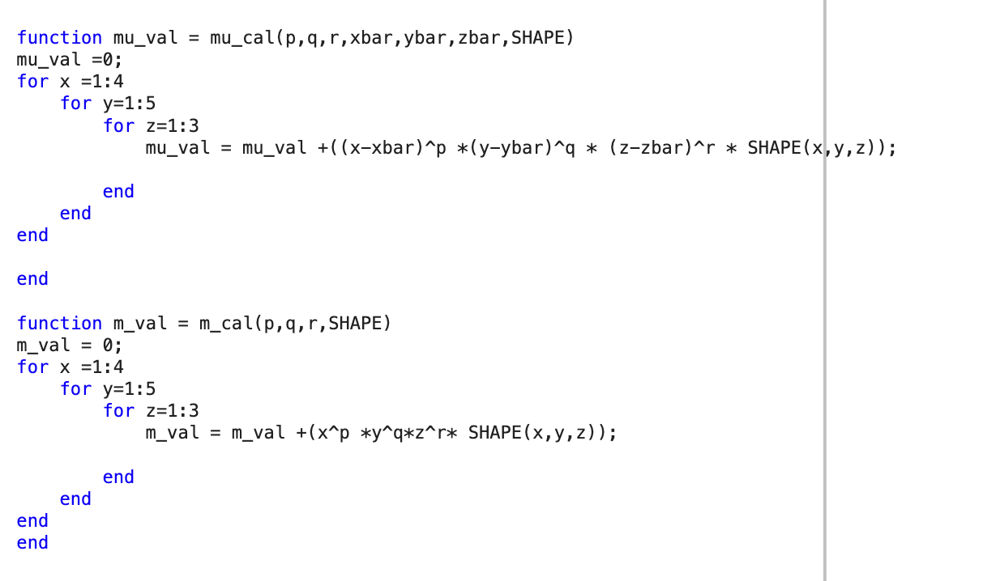 function mu_val = mu_cal(p,q,r,xbar,ybar,zbar,SHAPE)
mu_val =0;
for x =1:4
    for y=1:5
        for z=1:3
            mu_val = mu_val +((x-xbar)^p *(y-ybar)^q * (z-zbar)^r * SHAPE(x,y,z));
        end
    end
end
end
function m_val = m_cal(p,q,r,SHAPE)
m_val = 0;
for x =1:4
    for y=1:5
        for z=1:3
            m_val = m_val +(x^p *y^q*z^r* SHAPE(x,y,z));
        end
    end
end
end